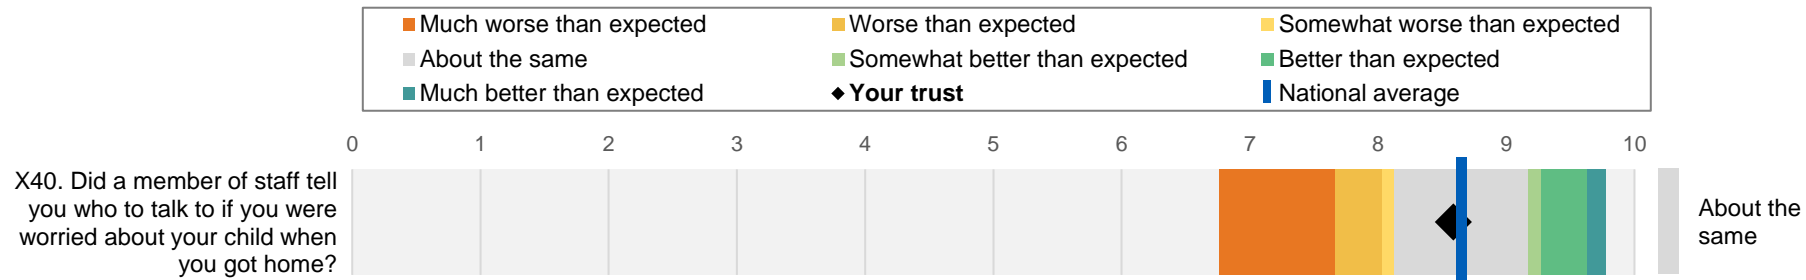 Much worse than expected Worse than expected Somewhat worse than expected
About the same Somewhat better than expected Better than expected
Much better than expected Your trust National average
0 1 2 3 4 5 6 7 8 9 10
X40. Did a member of staff tell
you who to talk to if you were
worried about your child when
you got home?
About the
same